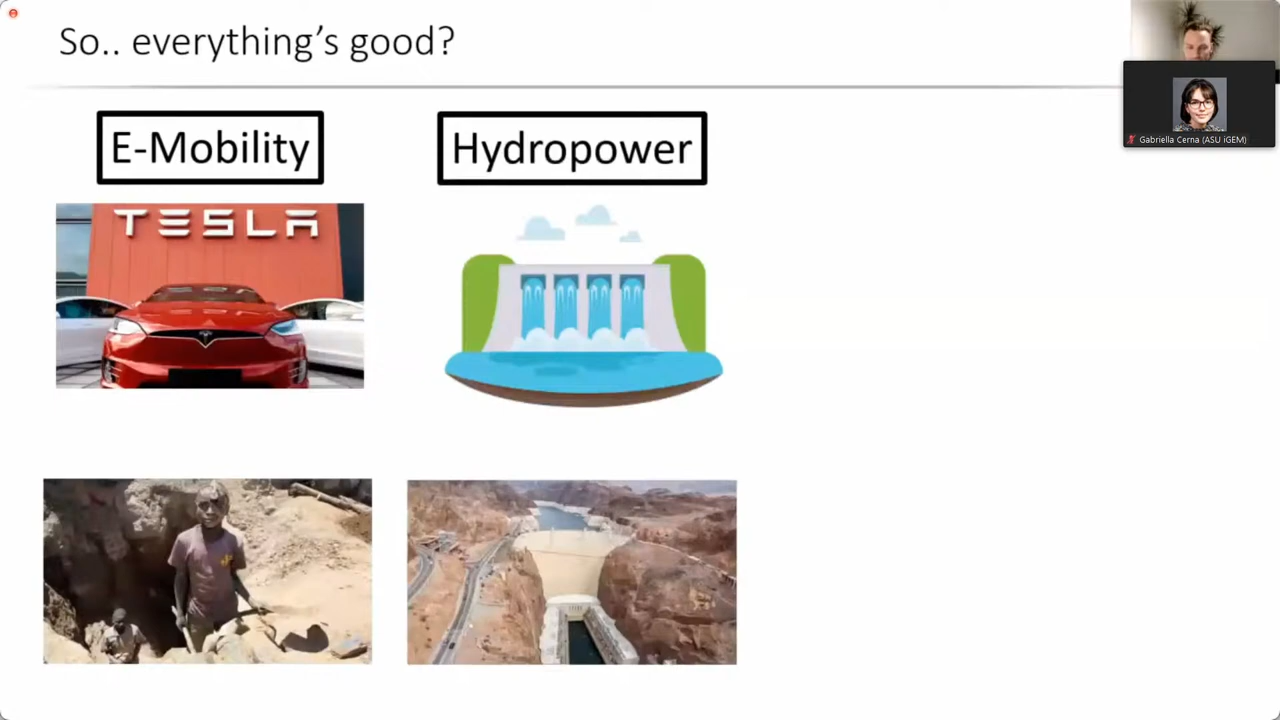 So.. everything's good?
E-Mobility
Hydropower
TESLA
Gabriella Cerna (ASU iGEM)